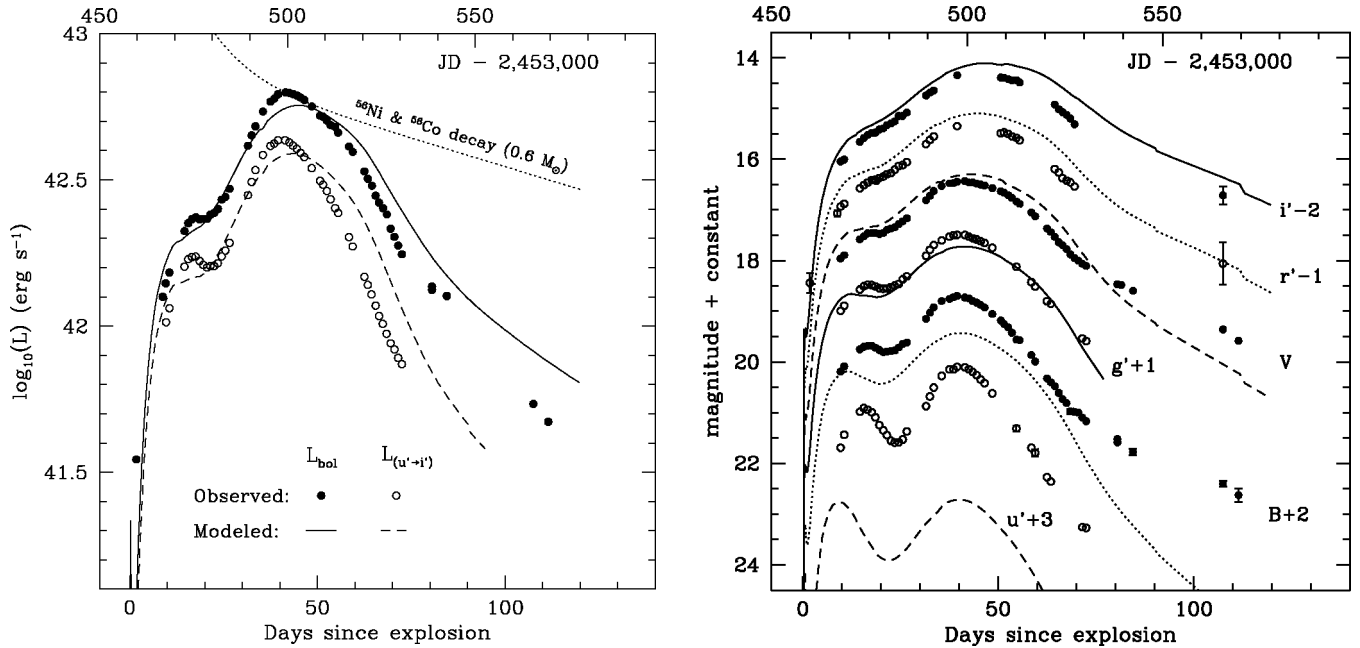 450 500 550
43
JD − 2,453,000
⁵⁶Ni & ⁵⁶Co decay (0.6 M⊙)
42.5
42
41.5
log₁₀(L) (erg s⁻¹)
L_bol L_(u'→i')
Observed:
Modeled:
0 50 100
Days since explosion
450 500 550
JD − 2,453,000
14
16
18
20
22
24
magnitude + constant
i'−2
r'−1
V
g'+1
B+2
u'+3
0 50 100
Days since explosion